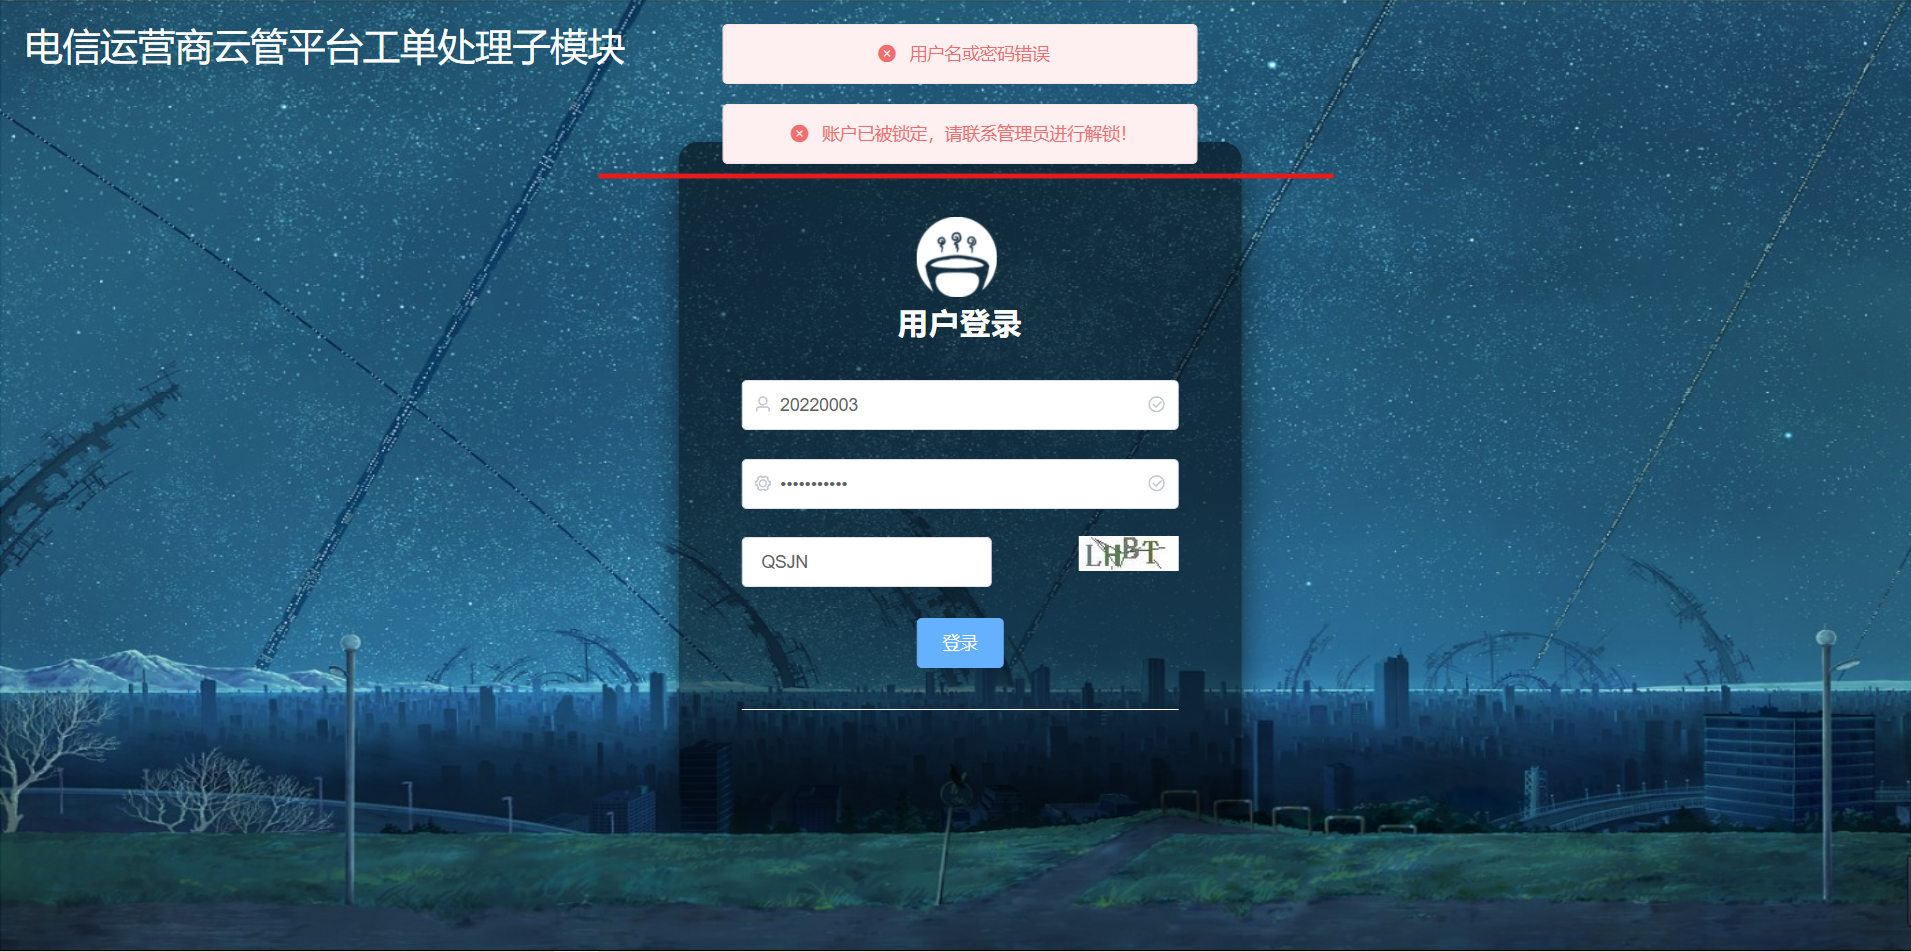 电信运营商云管平台工单处理子模块
用户名或密码错误
账户已被锁定，请联系管理员进行解锁！
用户登录
20220003
•••••••••••
QSJN
LHBT
登录